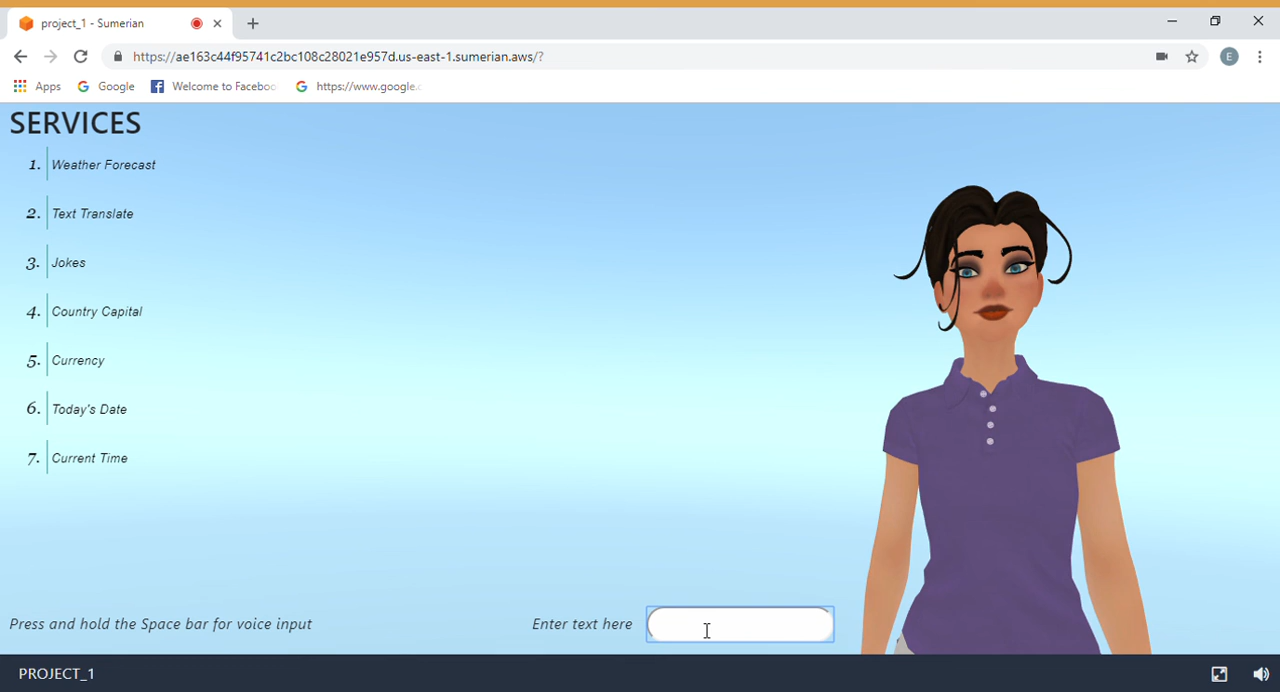 project_1 - Sumerian
https://ae163c44f95741c2bc108c28021e957d.us-east-1.sumerian.aws/?
E
Apps Google Welcome to Faceboo https://www.google.c
SERVICES
1. Weather Forecast
2. Text Translate
3. Jokes
4. Country Capital
5. Currency
6. Today's Date
7. Current Time
Press and hold the Space bar for voice input Enter text here
PROJECT_1